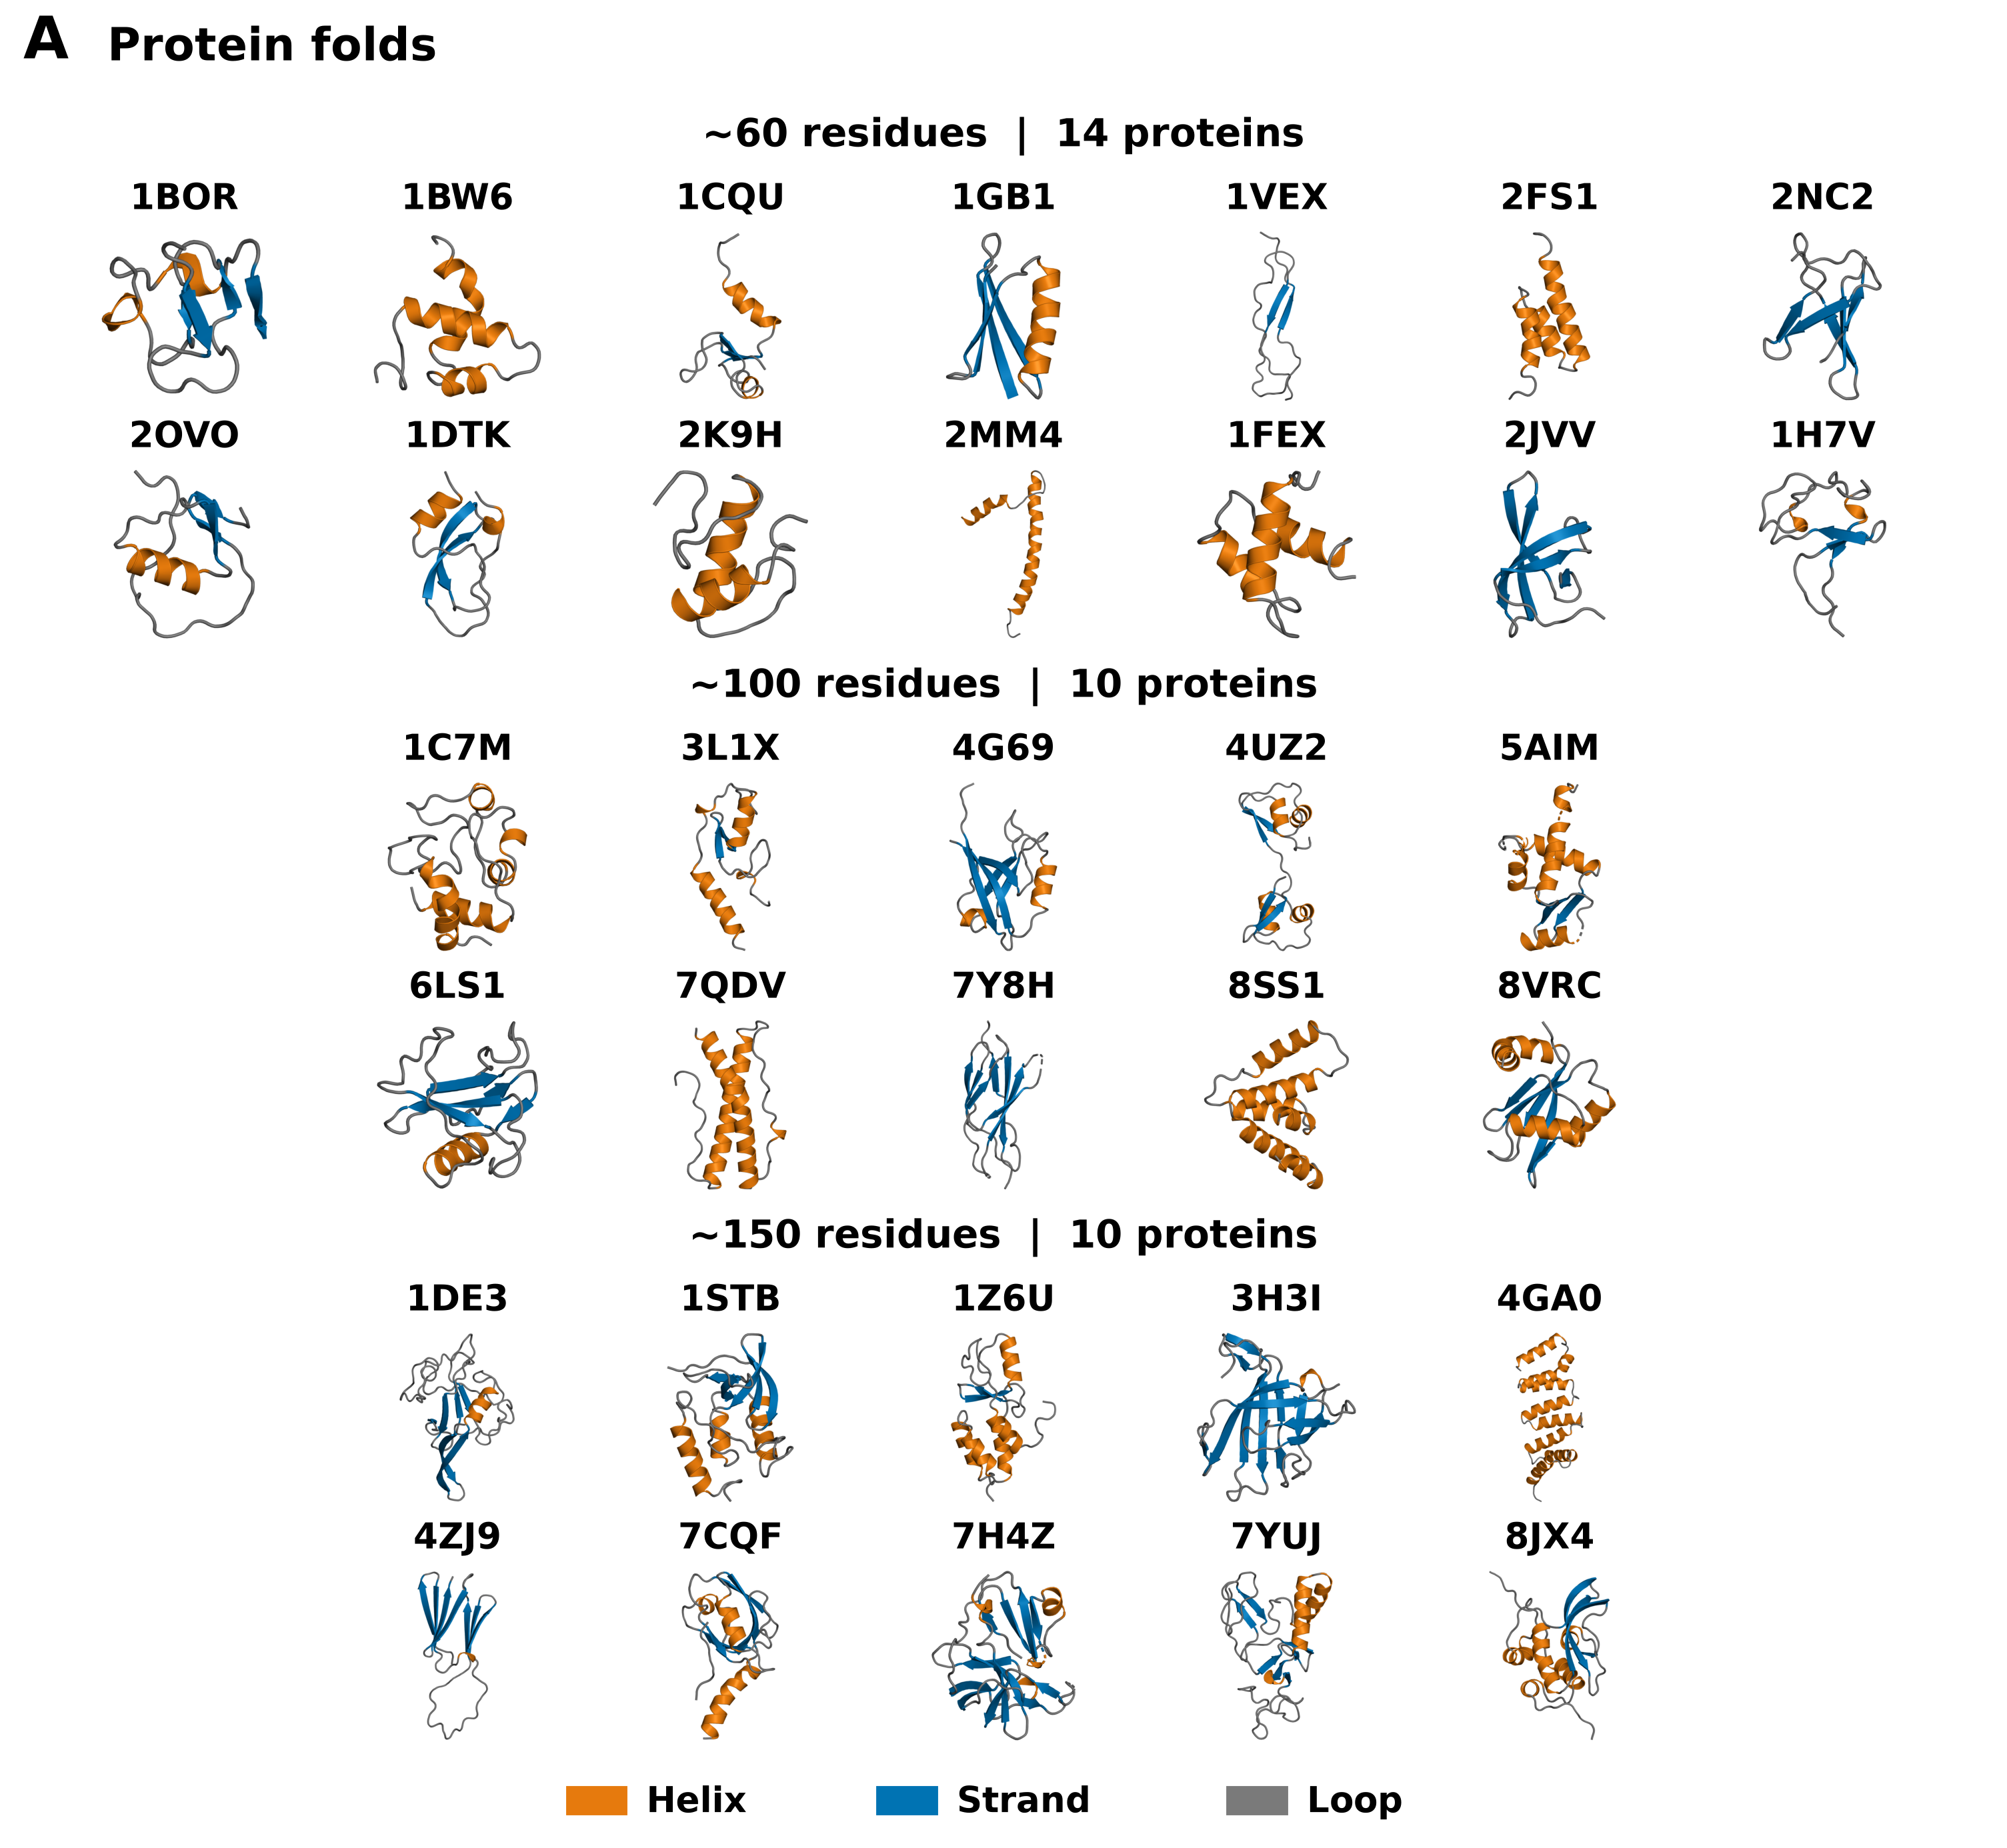 A Protein folds
~60 residues | 14 proteins
1BOR 1BW6 1CQU 1GB1 1VEX 2FS1 2NC2
2OVO 1DTK 2K9H 2MM4 1FEX 2JVV 1H7V
~100 residues | 10 proteins
1C7M 3L1X 4G69 4UZ2 5AIM
6LS1 7QDV 7Y8H 8SS1 8VRC
~150 residues | 10 proteins
1DE3 1STB 1Z6U 3H3I 4GA0
4ZJ9 7CQF 7H4Z 7YUJ 8JX4
Helix Strand Loop